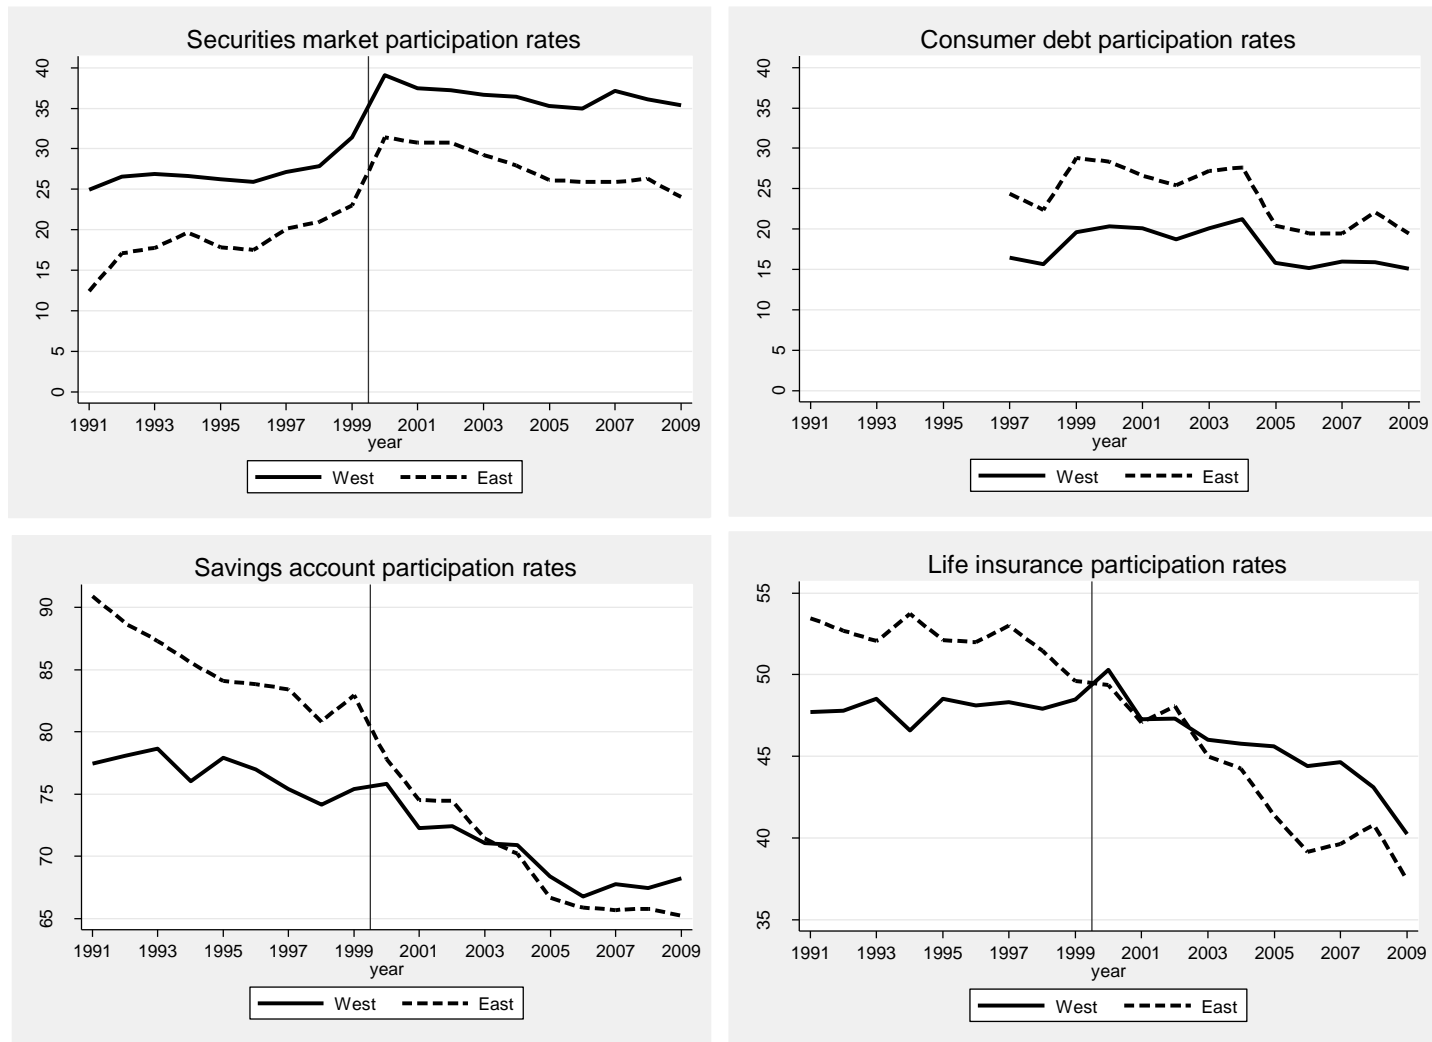 Securities market participation rates
40
35
30
25
20
15
10
5
0
1991 1993 1995 1997 1999 2001 2003 2005 2007 2009
year
West East
Consumer debt participation rates
40
35
30
25
20
15
10
5
0
1991 1993 1995 1997 1999 2001 2003 2005 2007 2009
year
West East
Savings account participation rates
90
85
80
75
70
65
1991 1993 1995 1997 1999 2001 2003 2005 2007 2009
year
West East
Life insurance participation rates
55
50
45
40
35
1991 1993 1995 1997 1999 2001 2003 2005 2007 2009
year
West East